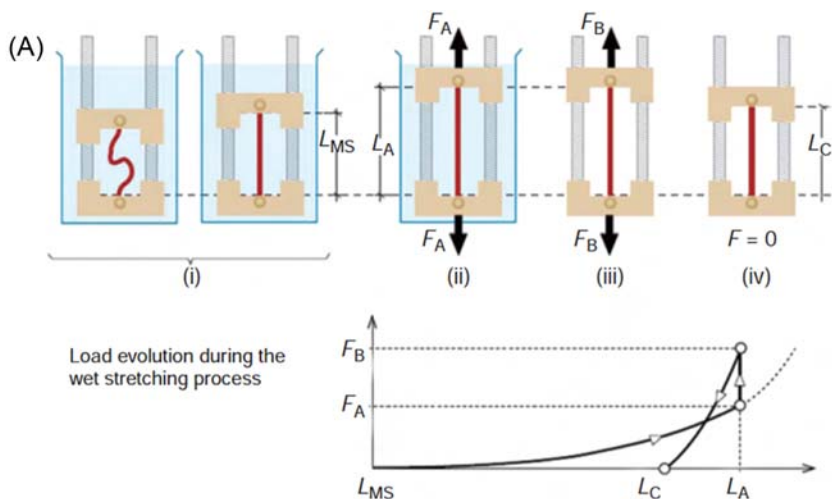 (A)
F_A
F_B
L_MS
L_A
L_C
F_A
F_B
F = 0
(i)
(ii)
(iii)
(iv)
Load evolution during the
wet stretching process
F_B
F_A
L_MS
L_C
L_A